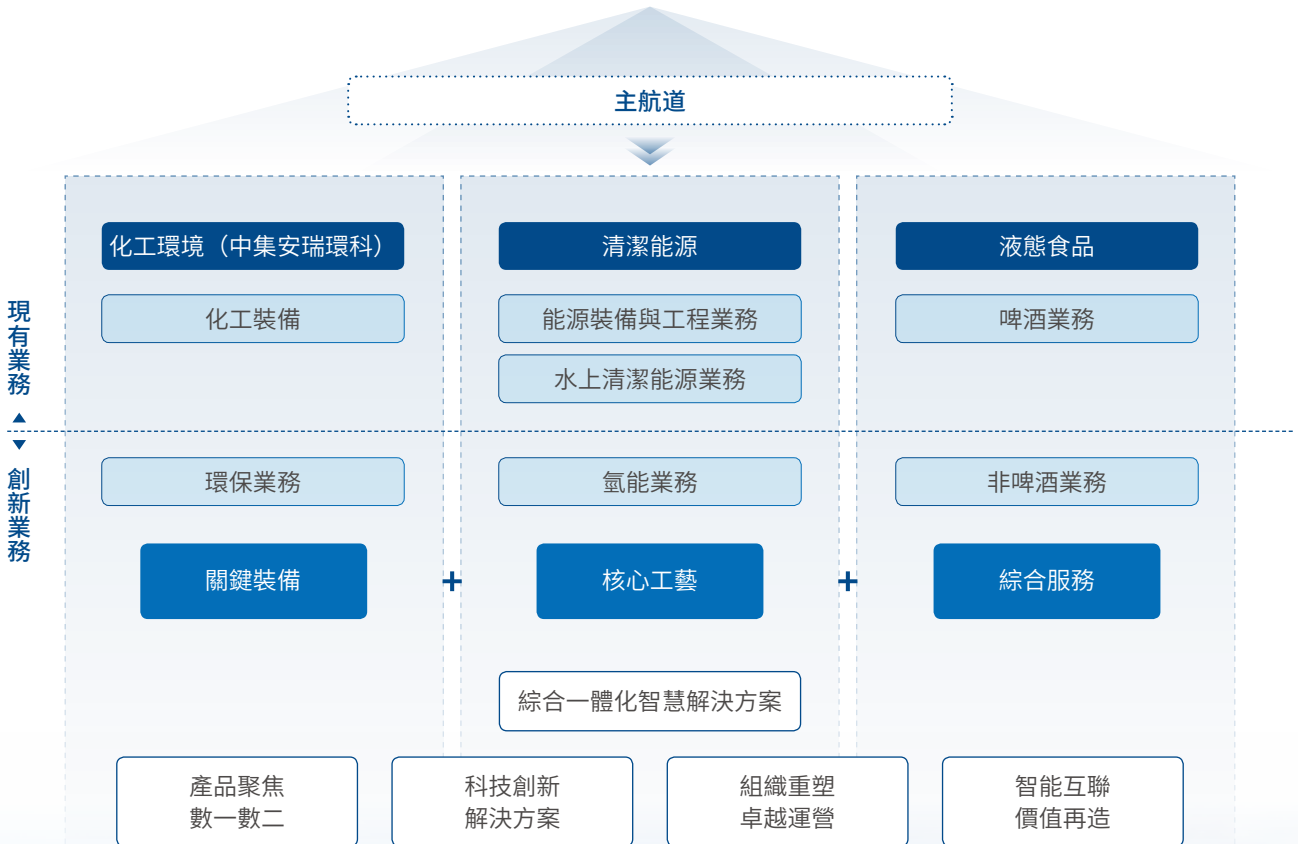 主航道
化工環境（中集安瑞環科）
清潔能源
液態食品
現有業務
化工裝備
能源裝備與工程業務
啤酒業務
水上清潔能源業務
創新業務
環保業務
氫能業務
非啤酒業務
關鍵裝備
+
核心工藝
+
綜合服務
綜合一體化智慧解決方案
產品聚焦
數一數二
科技創新
解決方案
組織重塑
卓越運營
智能互聯
價值再造